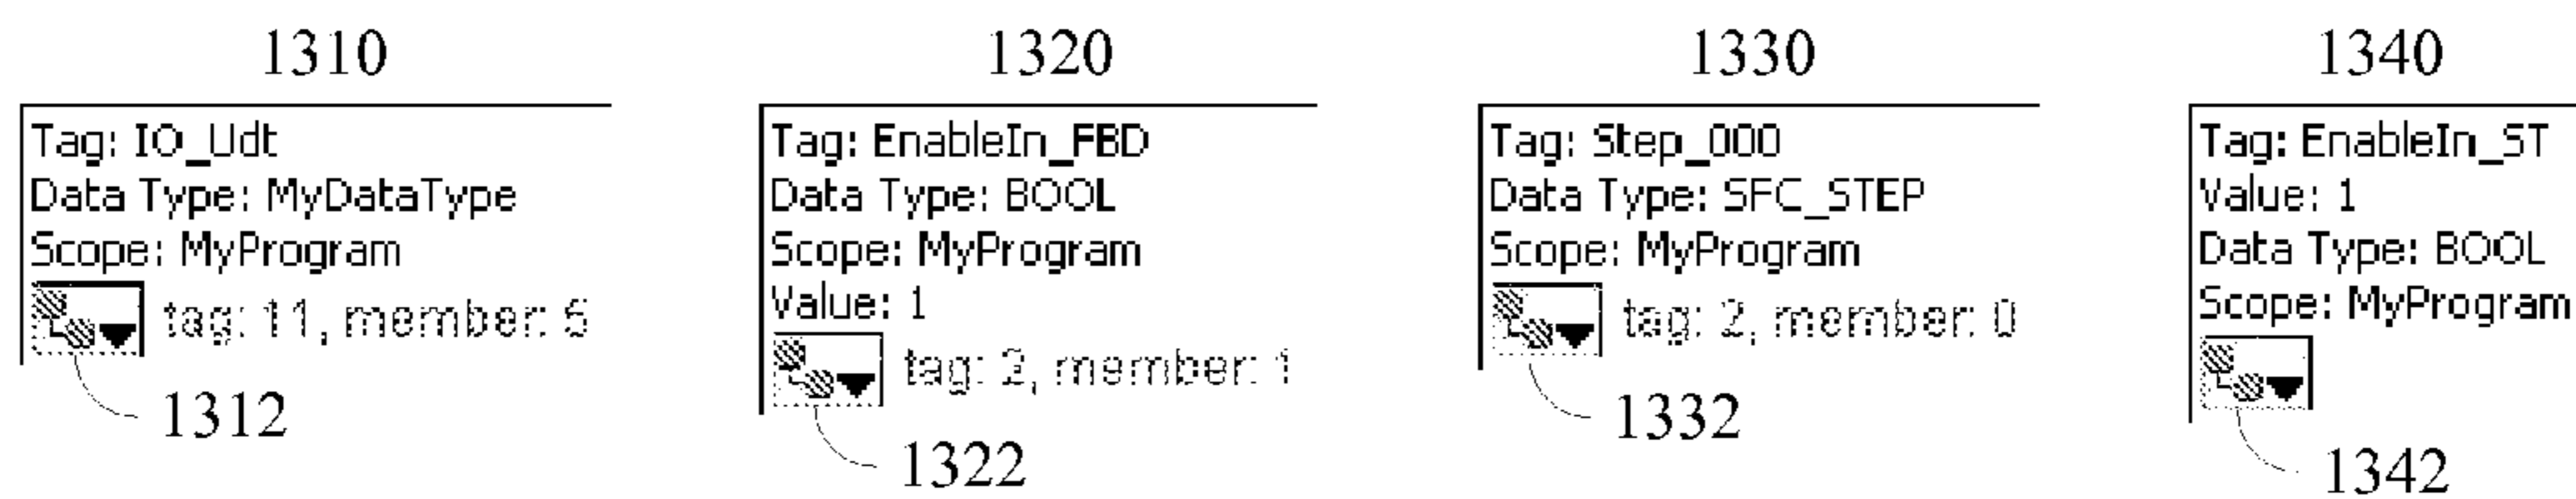 1310
Tag: IO_Udt
Data Type: MyDataType
Scope: MyProgram
tag: 11, member: 5
1312
1320
Tag: EnableIn_FBD
Data Type: BOOL
Scope: MyProgram
Value: 1
tag: 2, member: 1
1322
1330
Tag: Step_000
Data Type: SFC_STEP
Scope: MyProgram
tag: 2, member: 0
1332
1340
Tag: EnableIn_ST
Value: 1
Data Type: BOOL
Scope: MyProgram
1342